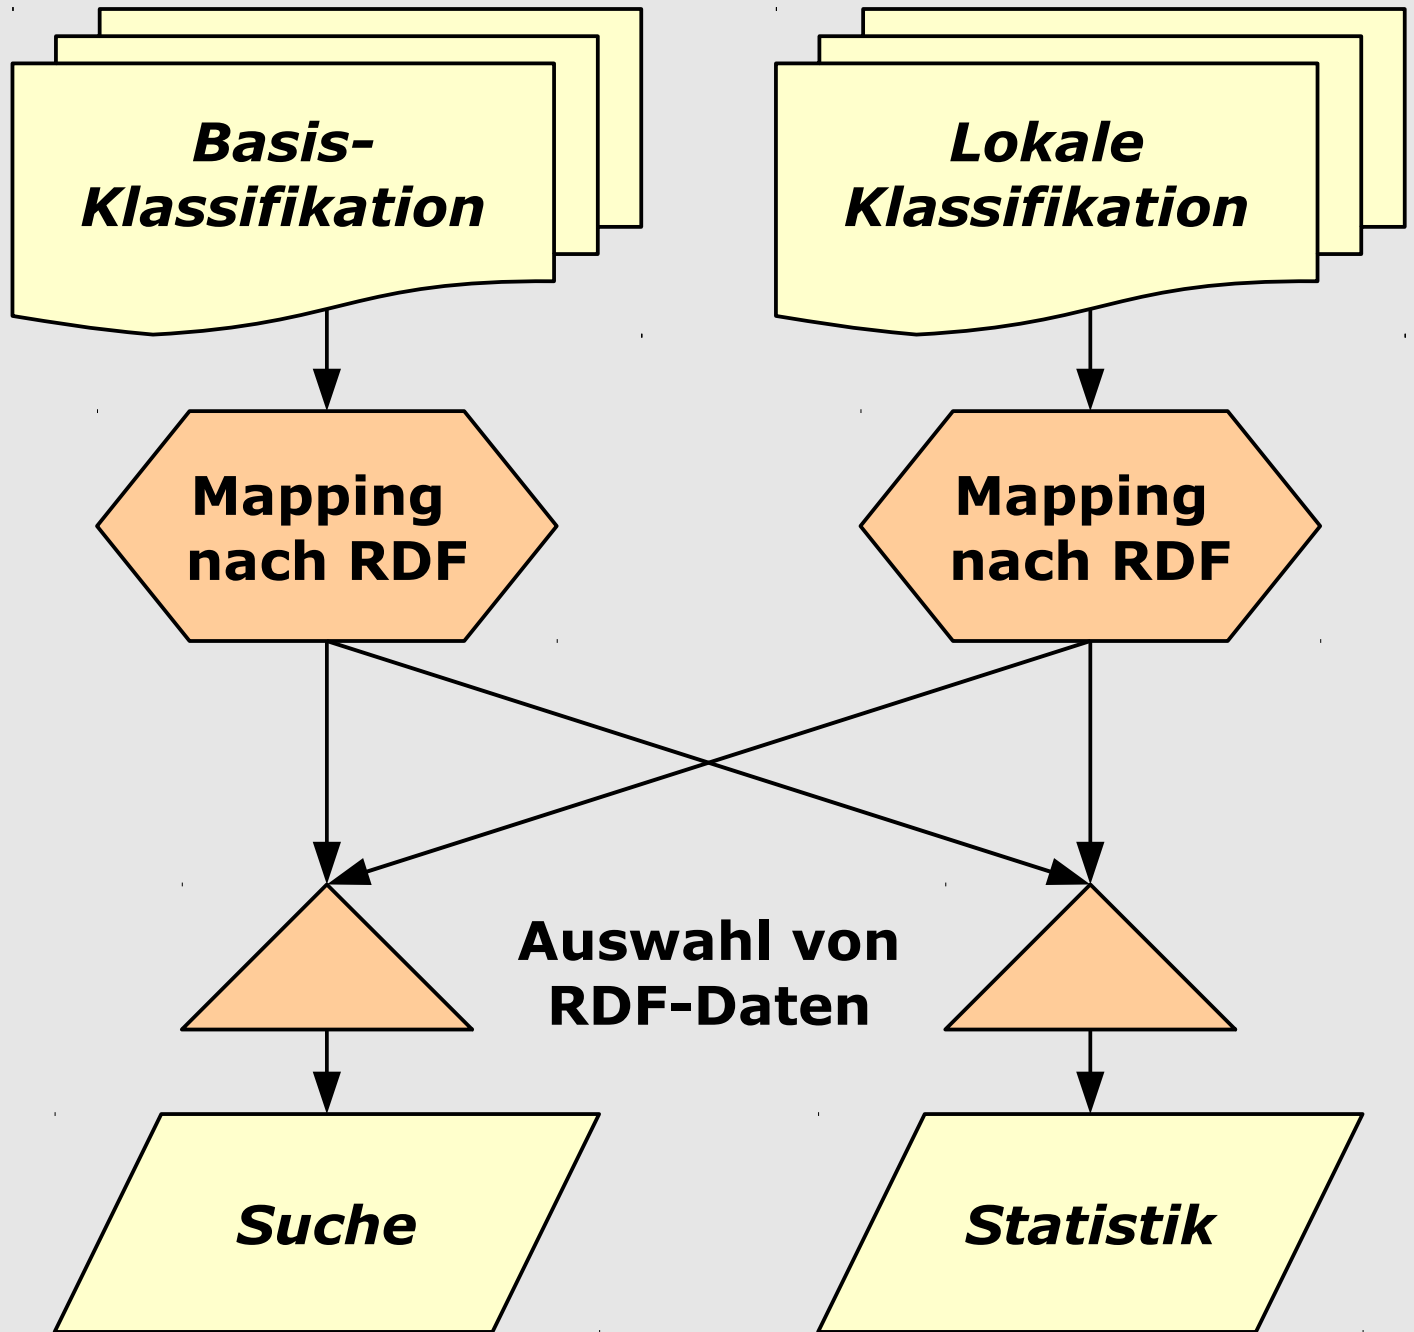 Basis-
Klassifikation
Lokale
Klassifikation
Mapping
nach RDF
Mapping
nach RDF
Auswahl von
RDF-Daten
Suche
Statistik